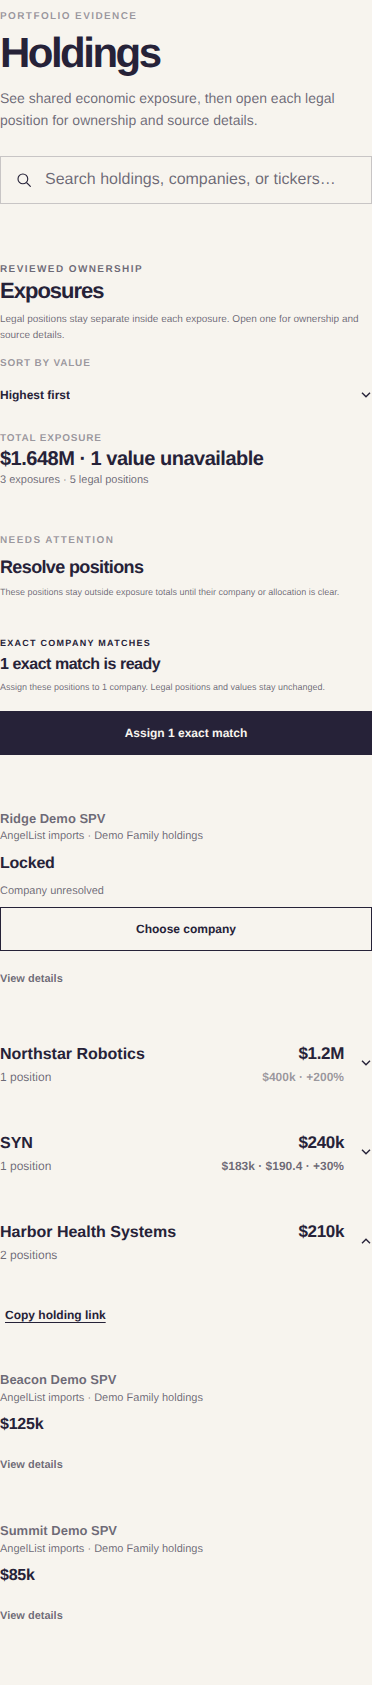 PORTFOLIO EVIDENCE
Holdings
See shared economic exposure, then open each legal
position for ownership and source details.
Search holdings, companies, or tickers…
REVIEWED OWNERSHIP
Exposures
Legal positions stay separate inside each exposure. Open one for ownership and
source details.
SORT BY VALUE
Highest first
TOTAL EXPOSURE
$1.648M · 1 value unavailable
3 exposures · 5 legal positions
NEEDS ATTENTION
Resolve positions
These positions stay outside exposure totals until their company or allocation is clear.
EXACT COMPANY MATCHES
1 exact match is ready
Assign these positions to 1 company. Legal positions and values stay unchanged.
Assign 1 exact match
Ridge Demo SPV
AngelList imports · Demo Family holdings
Locked
Company unresolved
Choose company
View details
Northstar Robotics $1.2M
1 position $400k · +200%
SYN $240k
1 position $183k · $190.4 · +30%
Harbor Health Systems $210k
2 positions
Copy holding link
Beacon Demo SPV
AngelList imports · Demo Family holdings
$125k
View details
Summit Demo SPV
AngelList imports · Demo Family holdings
$85k
View details